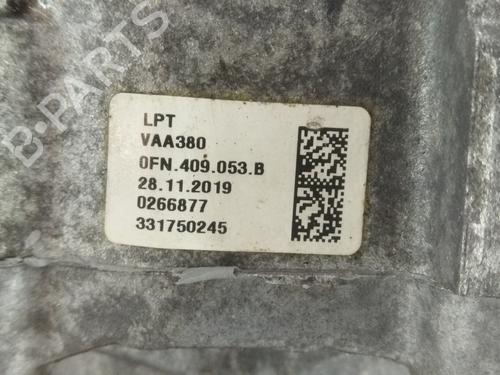 B-PARTS
LPT
VAA380
0FN.409.053.B
28.11.2019
0266877
331750245